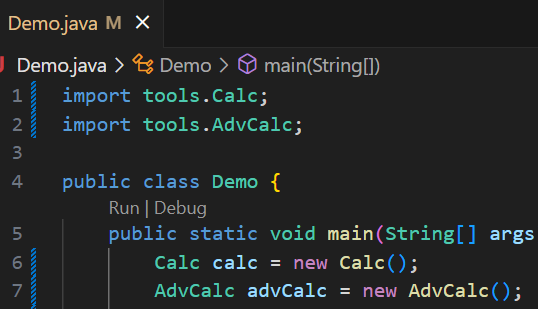 Demo.java M
Demo.java > Demo > main(String[])
1 import tools.Calc;
2 import tools.AdvCalc;
3
4 public class Demo {
Run | Debug
5 public static void main(String[] args
6 Calc calc = new Calc();
7 AdvCalc advCalc = new AdvCalc();